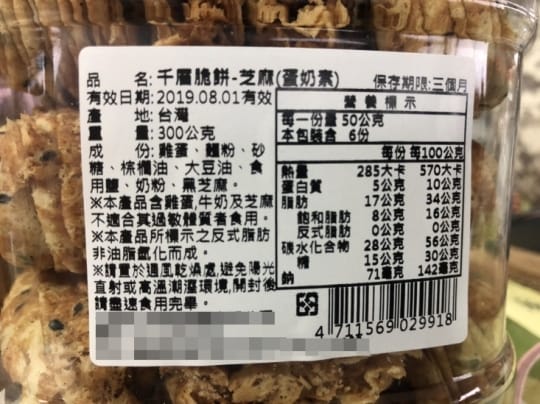 品　　名:千層脆餅-芝麻(蛋奶素)
保存期限:三個月
有效日期:2019.08.01有效
產　　地:台灣
重　　量:300公克
成　　份:雞蛋、麵粉、砂
糖、棕櫚油、大豆油、食
用鹽、奶粉、黑芝麻。
※本產品含雞蛋,牛奶及芝麻
不適合其過敏體質者食用。
※本產品所標示之反式脂肪
非油脂氫化而成。
※請置於通風乾燥處,避免陽光
直射或高溫潮溼環境,開封後
請盡速食用完畢。
營養標示
每一份量 50公克
本包裝含 6份
每份 每100公克
熱量 285大卡 570大卡
蛋白質 5公克 10公克
脂肪 17公克 34公克
飽和脂肪 8公克 16公克
反式脂肪 0公克 0公克
碳水化合物 28公克 56公克
糖 15公克 30公克
鈉 71毫克 142毫克
4 711569 029918